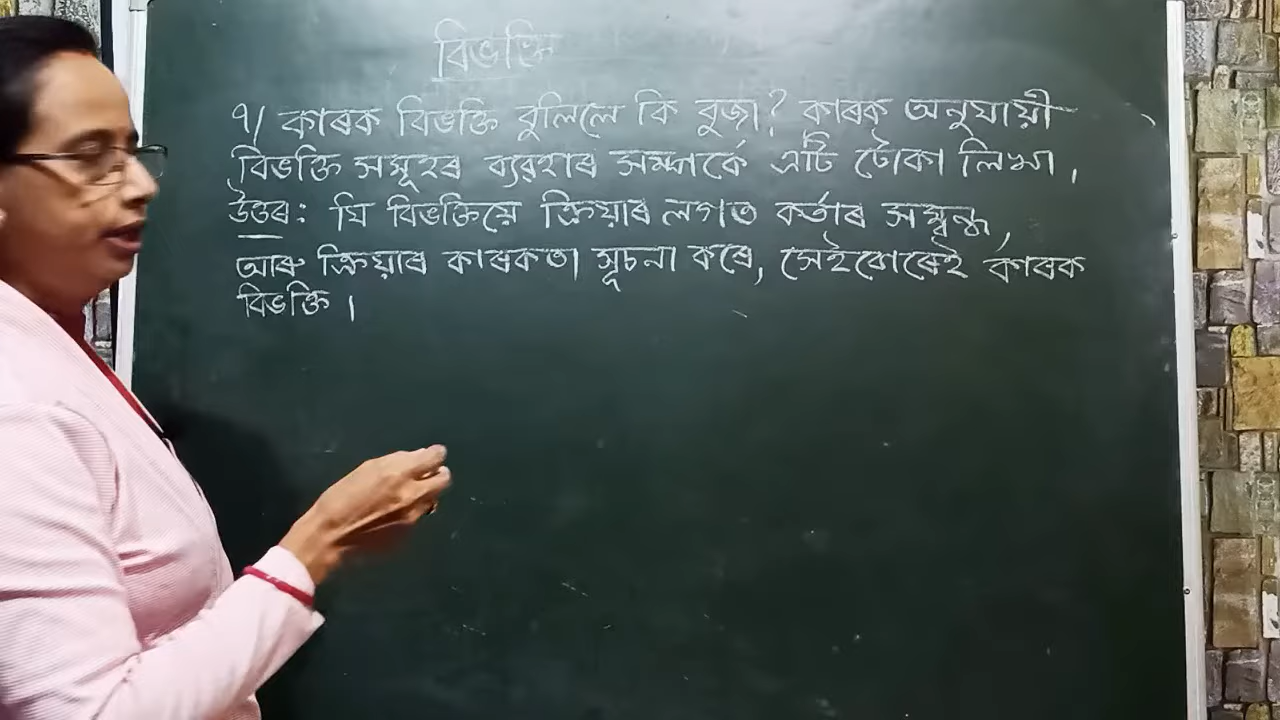 বিভক্তি
৭/ কাৰক বিভক্তি বুলিলে কি বুজা? কাৰক অনুযায়ী
বিভক্তি সমূহৰ ব্যৱহাৰ সম্পৰ্কে এটি টোকা লিখা,
উত্তৰ: যি বিভক্তিয়ে ক্ৰিয়াৰ লগত কৰ্তাৰ সম্বন্ধ,
আৰু ক্ৰিয়াৰ কাৰকতা সূচনা কৰে, সেইবোৰেই কাৰক
বিভক্তি।